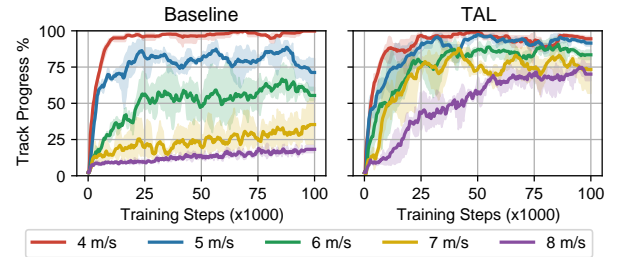 Baseline TAL
Track Progress %
100
75
50
25
0
0 25 50 75 100
0 25 50 75 100
Training Steps (x1000) Training Steps (x1000)
4 m/s 5 m/s 6 m/s 7 m/s 8 m/s